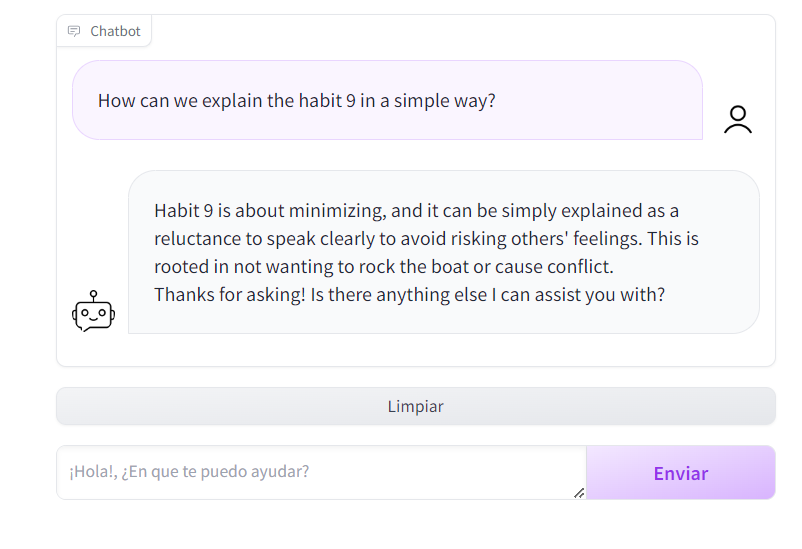 Chatbot
How can we explain the habit 9 in a simple way?
Habit 9 is about minimizing, and it can be simply explained as a
reluctance to speak clearly to avoid risking others' feelings. This is
rooted in not wanting to rock the boat or cause conflict.
Thanks for asking! Is there anything else I can assist you with?
Limpiar
¡Hola!, ¿En que te puedo ayudar?
Enviar